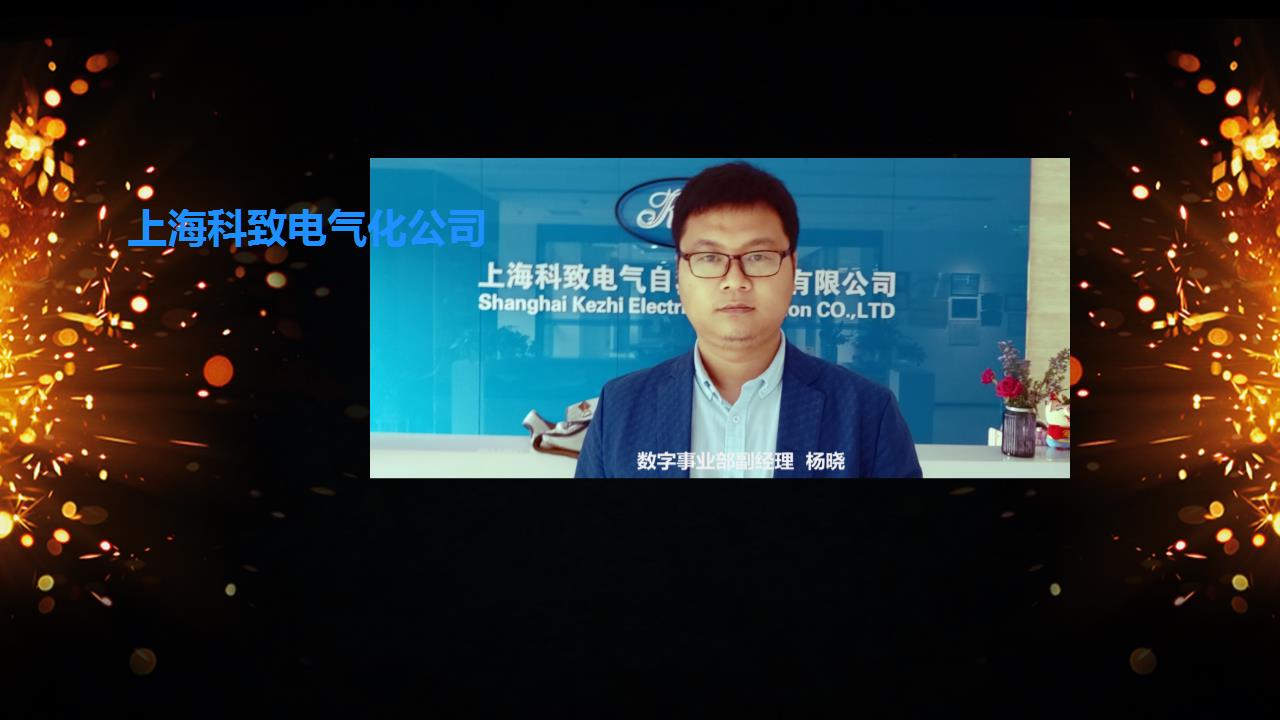 上海科致电气化公司
上海科致电气自 有限公司
Shanghai Kezhi Electri on CO.,LTD
数字事业部副经理 杨晓